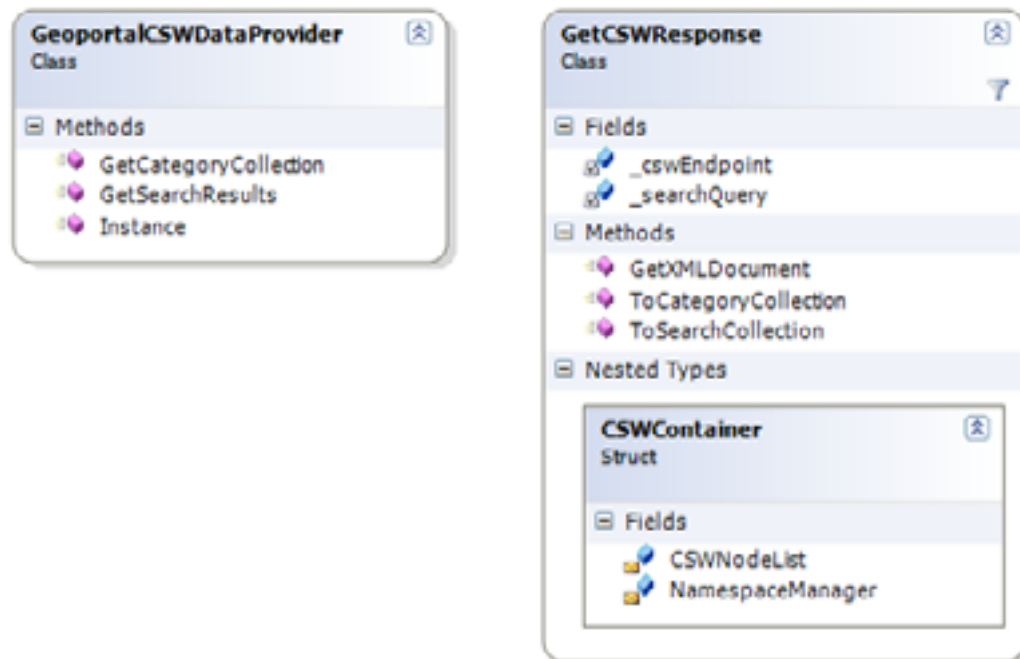 GeoportalCSWDataProvider
Class
Methods
GetCategoryCollection
GetSearchResults
Instance
GetCSWResponse
Class
Fields
_cswEndpoint
_searchQuery
Methods
GetXMLDocument
ToCategoryCollection
ToSearchCollection
Nested Types
CSWContainer
Struct
Fields
CSWNodeList
NamespaceManager